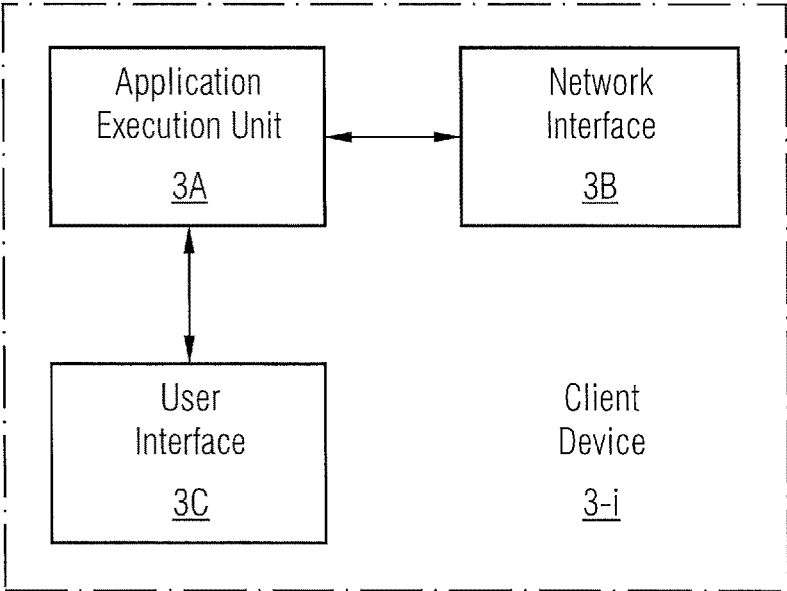 Application
Execution Unit
3A
Network
Interface
3B
User
Interface
3C
Client
Device
3-i